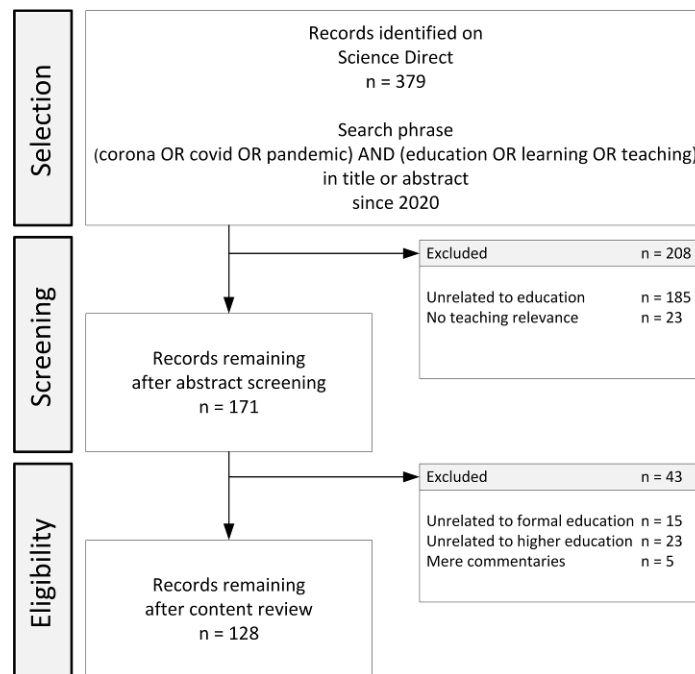 Selection
Records identified on
Science Direct
n = 379
Search phrase
(corona OR covid OR pandemic) AND (education OR learning OR teaching)
in title or abstract
since 2020
Screening
Excluded n = 208
Unrelated to education n = 185
No teaching relevance n = 23
Records remaining
after abstract screening
n = 171
Eligibility
Excluded n = 43
Unrelated to formal education n = 15
Unrelated to higher education n = 23
Mere commentaries n = 5
Records remaining
after content review
n = 128